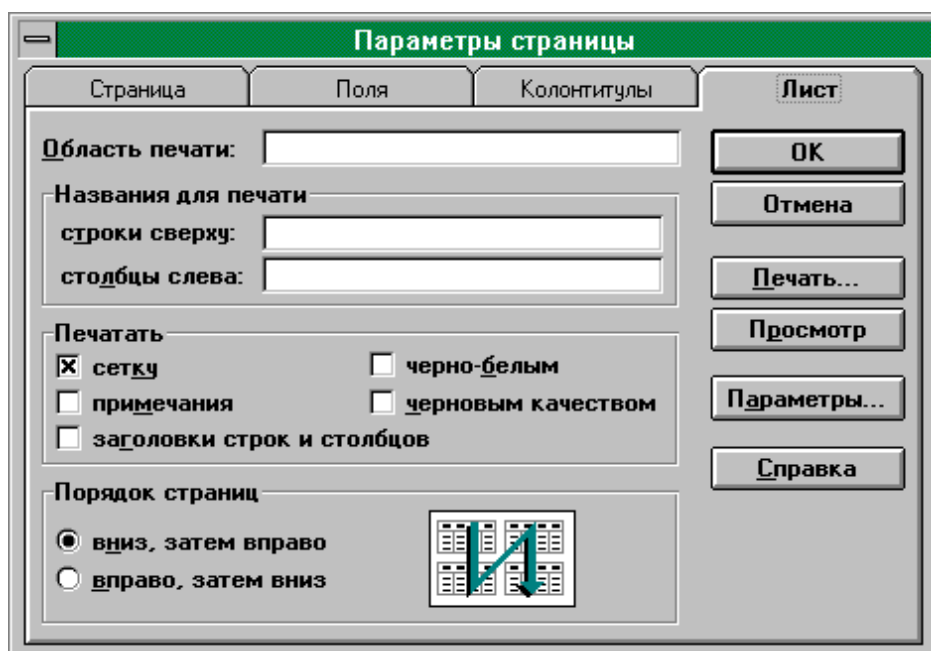 Параметры страницы
Страница
Поля
Колонтитулы
Лист
Область печати:
Названия для печати
строки сверху:
столбцы слева:
Печатать
сетку
черно-белым
примечания
черновым качеством
заголовки строк и столбцов
Порядок страниц
вниз, затем вправо
вправо, затем вниз
OK
Отмена
Печать...
Просмотр
Параметры...
Справка